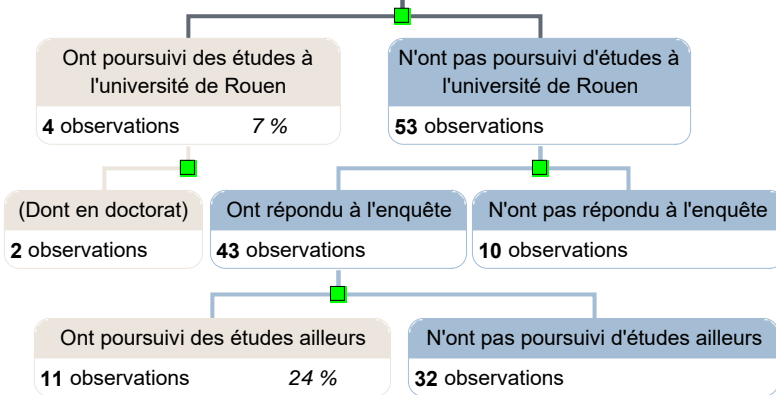 Ont poursuivi des études à
l'université de Rouen
4 observations 7 %
N'ont pas poursuivi d'études à
l'université de Rouen
53 observations
(Dont en doctorat)
2 observations
Ont répondu à l'enquête
43 observations
N'ont pas répondu à l'enquête
10 observations
Ont poursuivi des études ailleurs
11 observations 24 %
N'ont pas poursuivi d'études ailleurs
32 observations